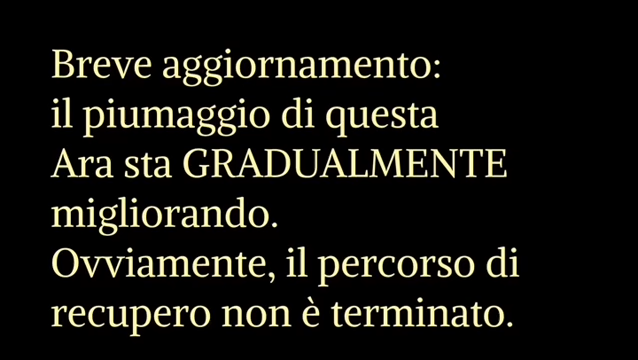 Breve aggiornamento:
il piumaggio di questa
Ara sta GRADUALMENTE
migliorando.
Ovviamente, il percorso di
recupero non è terminato.